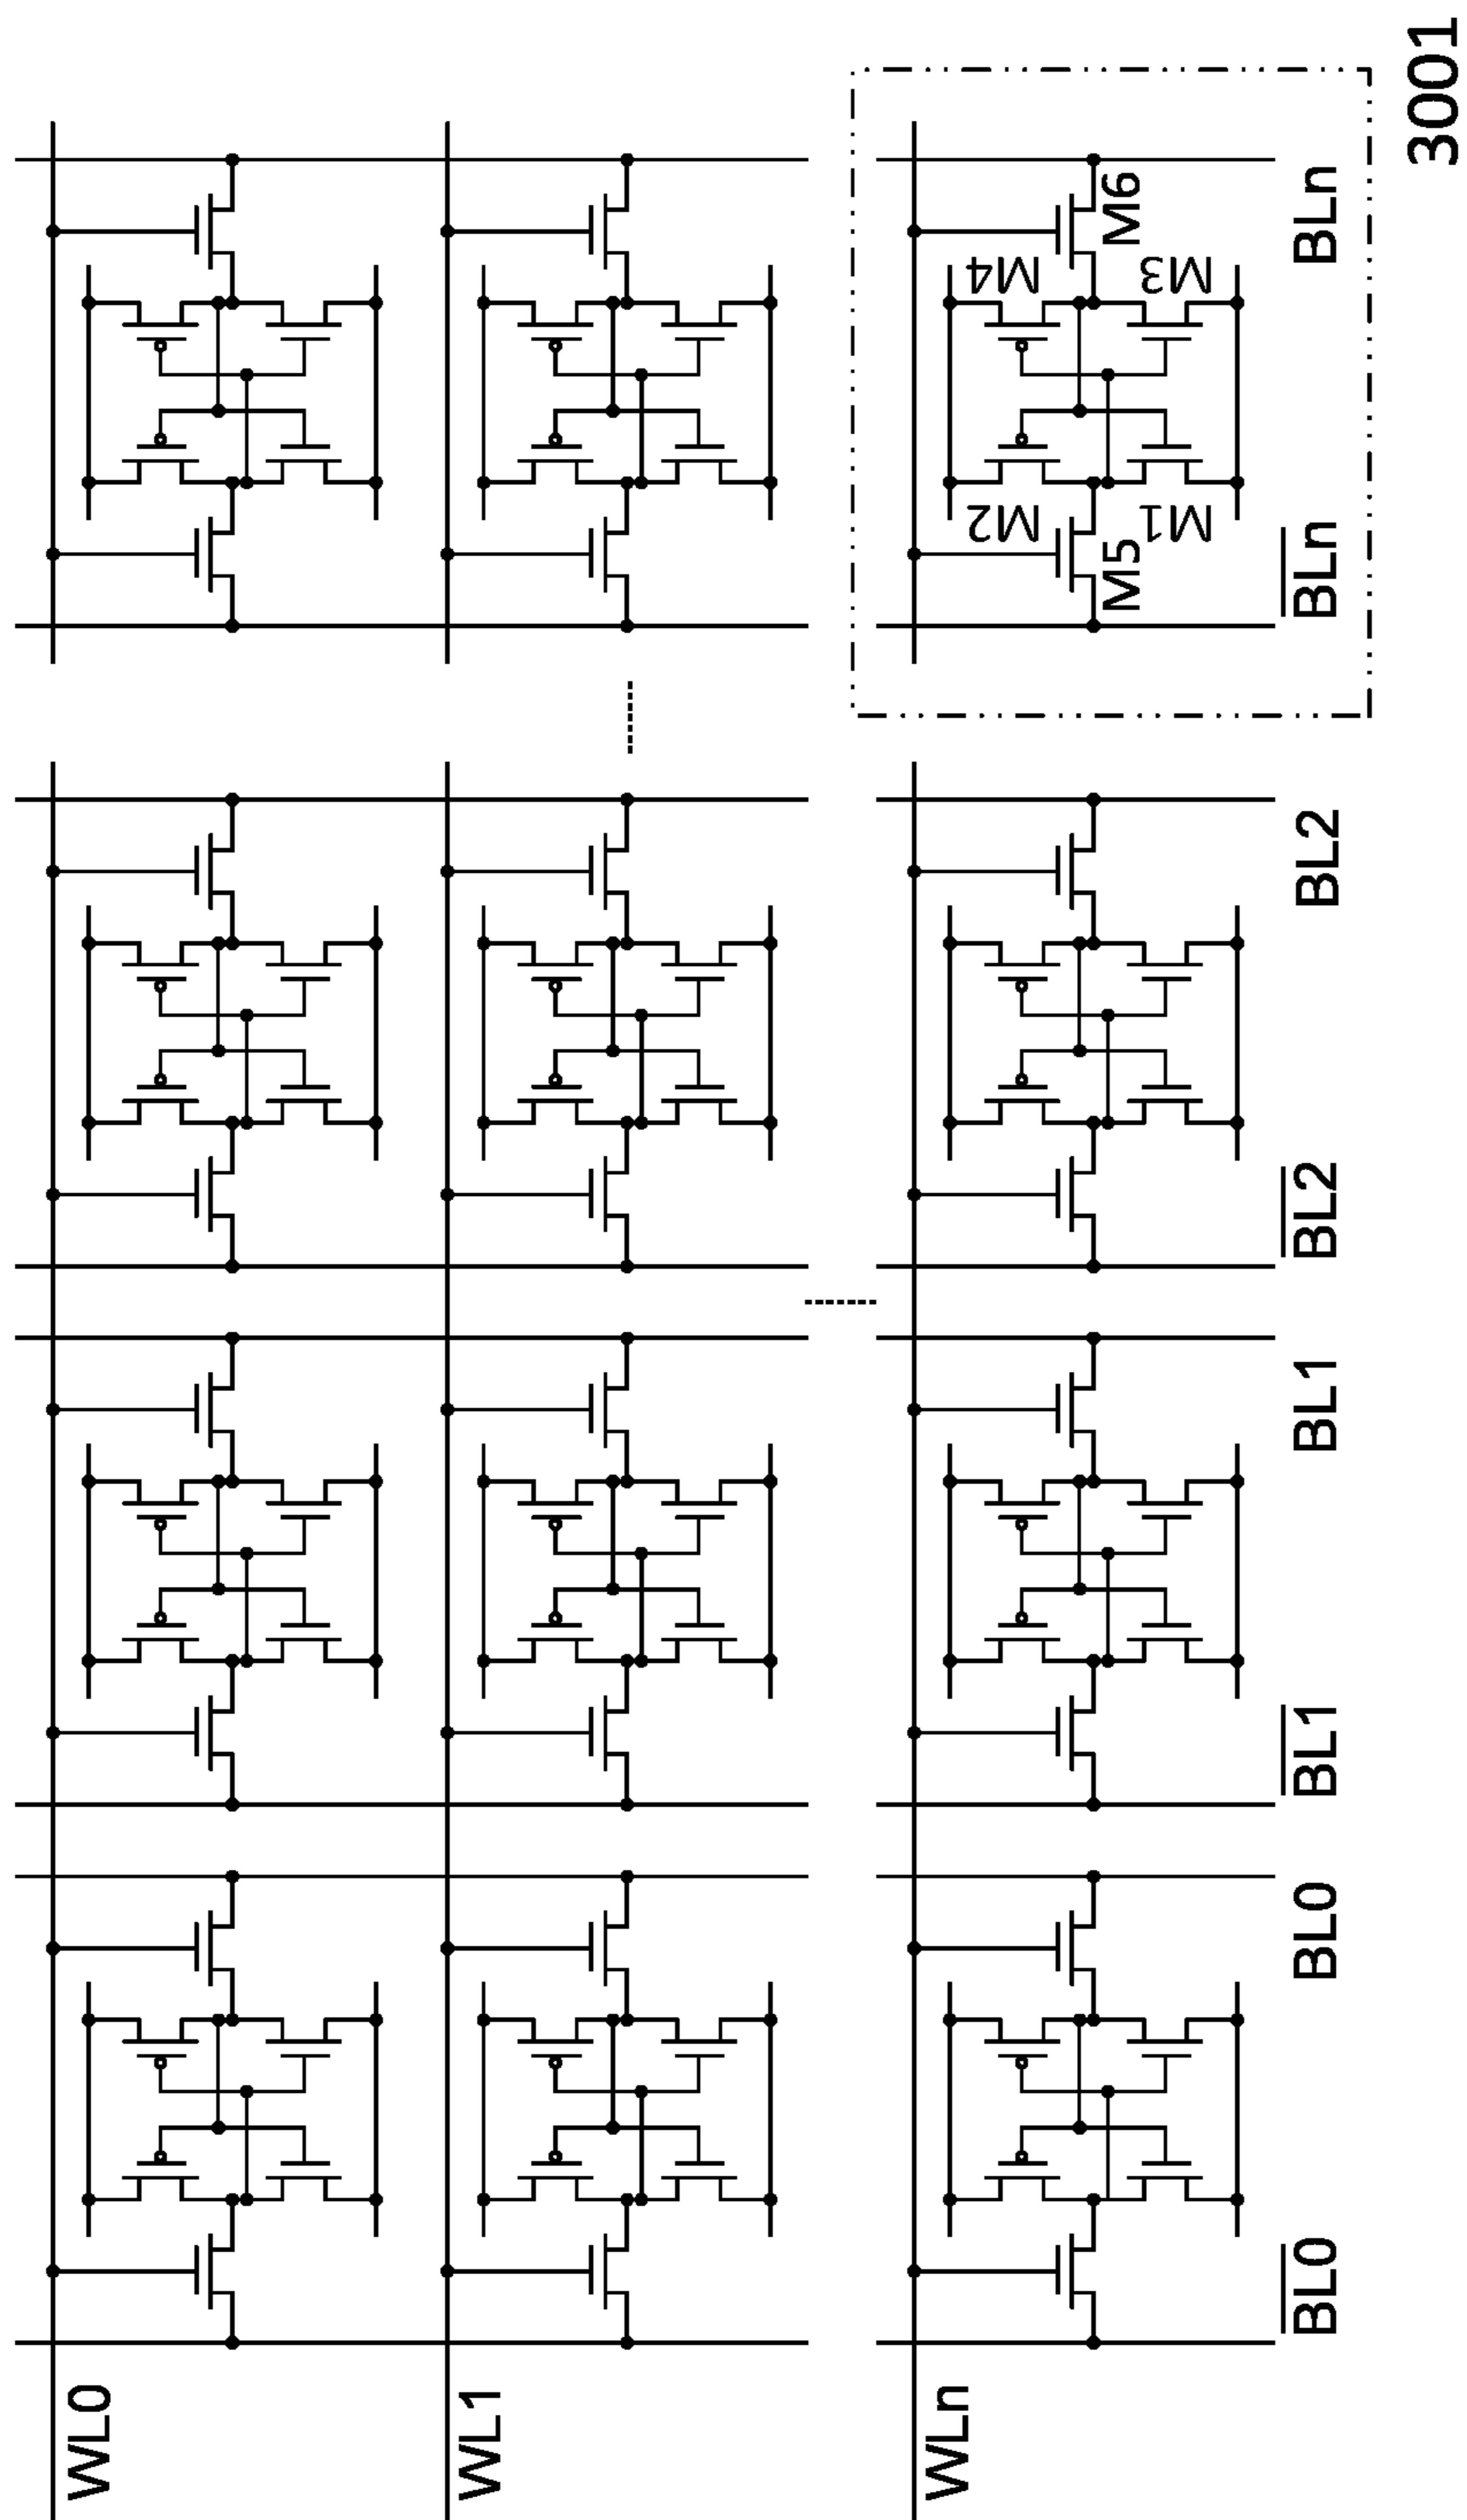 WL0
WL1
WLn
M4
M6
M3
M2
M5
M1
B̅L̅0̅ BL0 B̅L̅1̅ BL1 B̅L̅2̅ BL2 B̅L̅n̅ BLn
3001